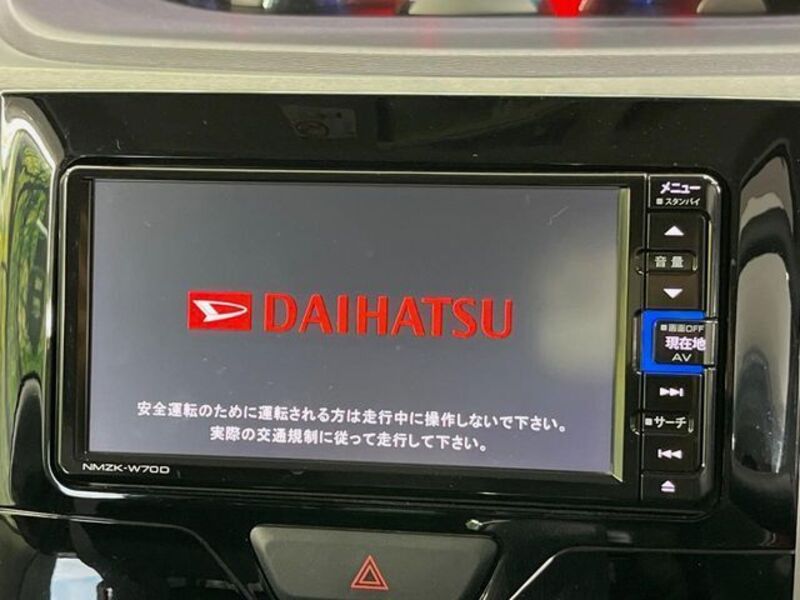 DAIHATSU
安全運転のために運転される方は走行中に操作しないで下さい。
実際の交通規制に従って走行して下さい。
NMZK-W70D
メニュー
スタンバイ
音量
画面OFF
現在地
AV
サーチ